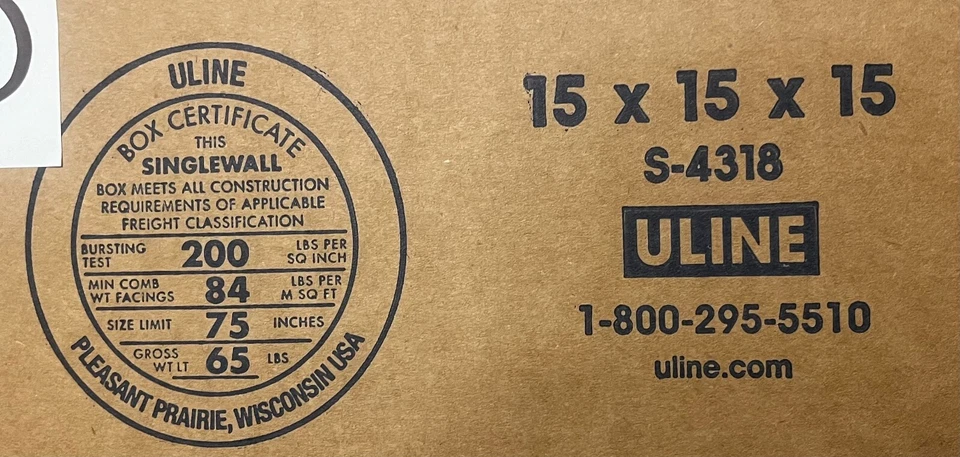 ULINE
BOX CERTIFICATE
THIS
SINGLEWALL
BOX MEETS ALL CONSTRUCTION
REQUIREMENTS OF APPLICABLE
FREIGHT CLASSIFICATION
BURSTING TEST 200 LBS PER SQ INCH
MIN COMB WT FACINGS 84 LBS PER M SQ FT
SIZE LIMIT 75 INCHES
GROSS WT LT 65 LBS
PLEASANT PRAIRIE, WISCONSIN USA
15 x 15 x 15
S-4318
ULINE
1-800-295-5510
uline.com